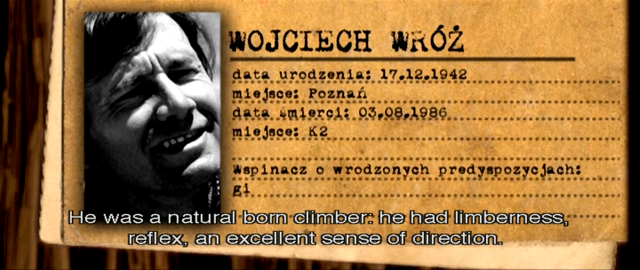 WOJCIECH WRÓŻ
data urodzenia: 17.12.1942
miejsce: Poznań
data śmierci: 03.08.1986
miejsce: K2
Wspinacz o wrodzonych predyspozycjach:
gi
He was a natural born climber: he had limberness,
reflex, an excellent sense of direction.